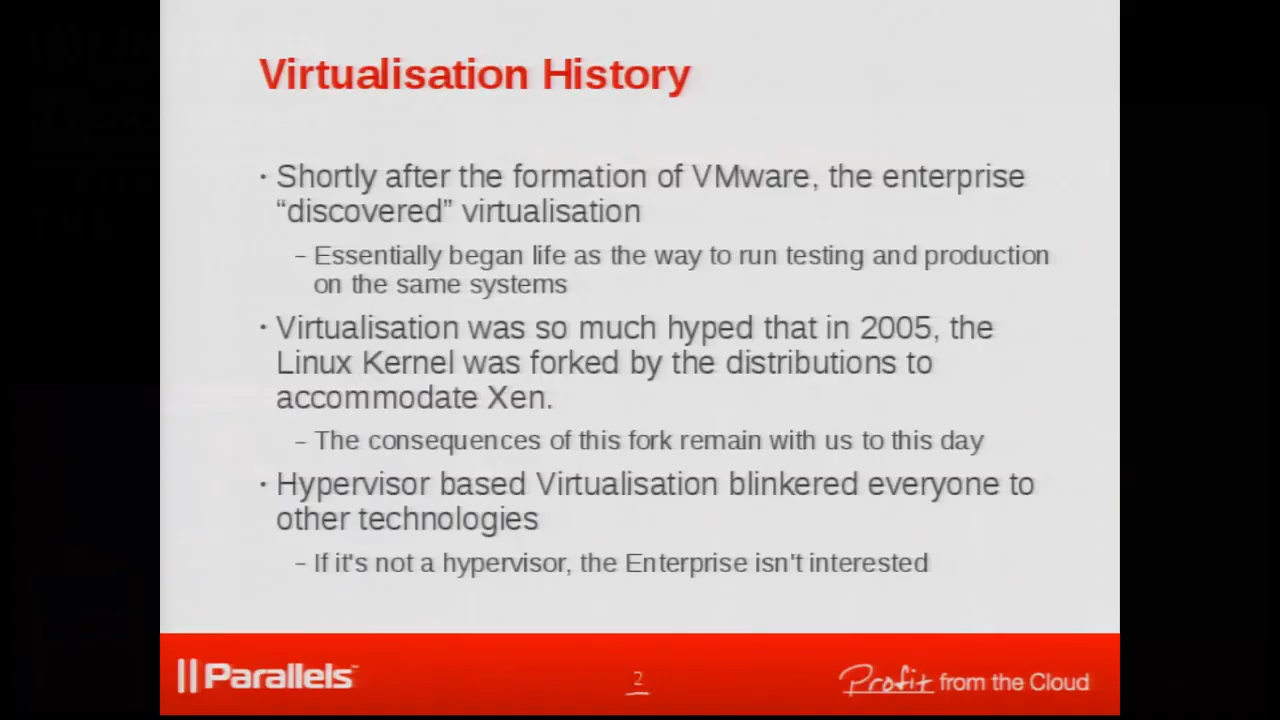 Virtualisation History
· Shortly after the formation of VMware, the enterprise
“discovered” virtualisation
– Essentially began life as the way to run testing and production
on the same systems
· Virtualisation was so much hyped that in 2005, the
Linux Kernel was forked by the distributions to
accommodate Xen.
– The consequences of this fork remain with us to this day
· Hypervisor based Virtualisation blinkered everyone to
other technologies
– If it's not a hypervisor, the Enterprise isn't interested
Parallels™
2
Profit from the Cloud